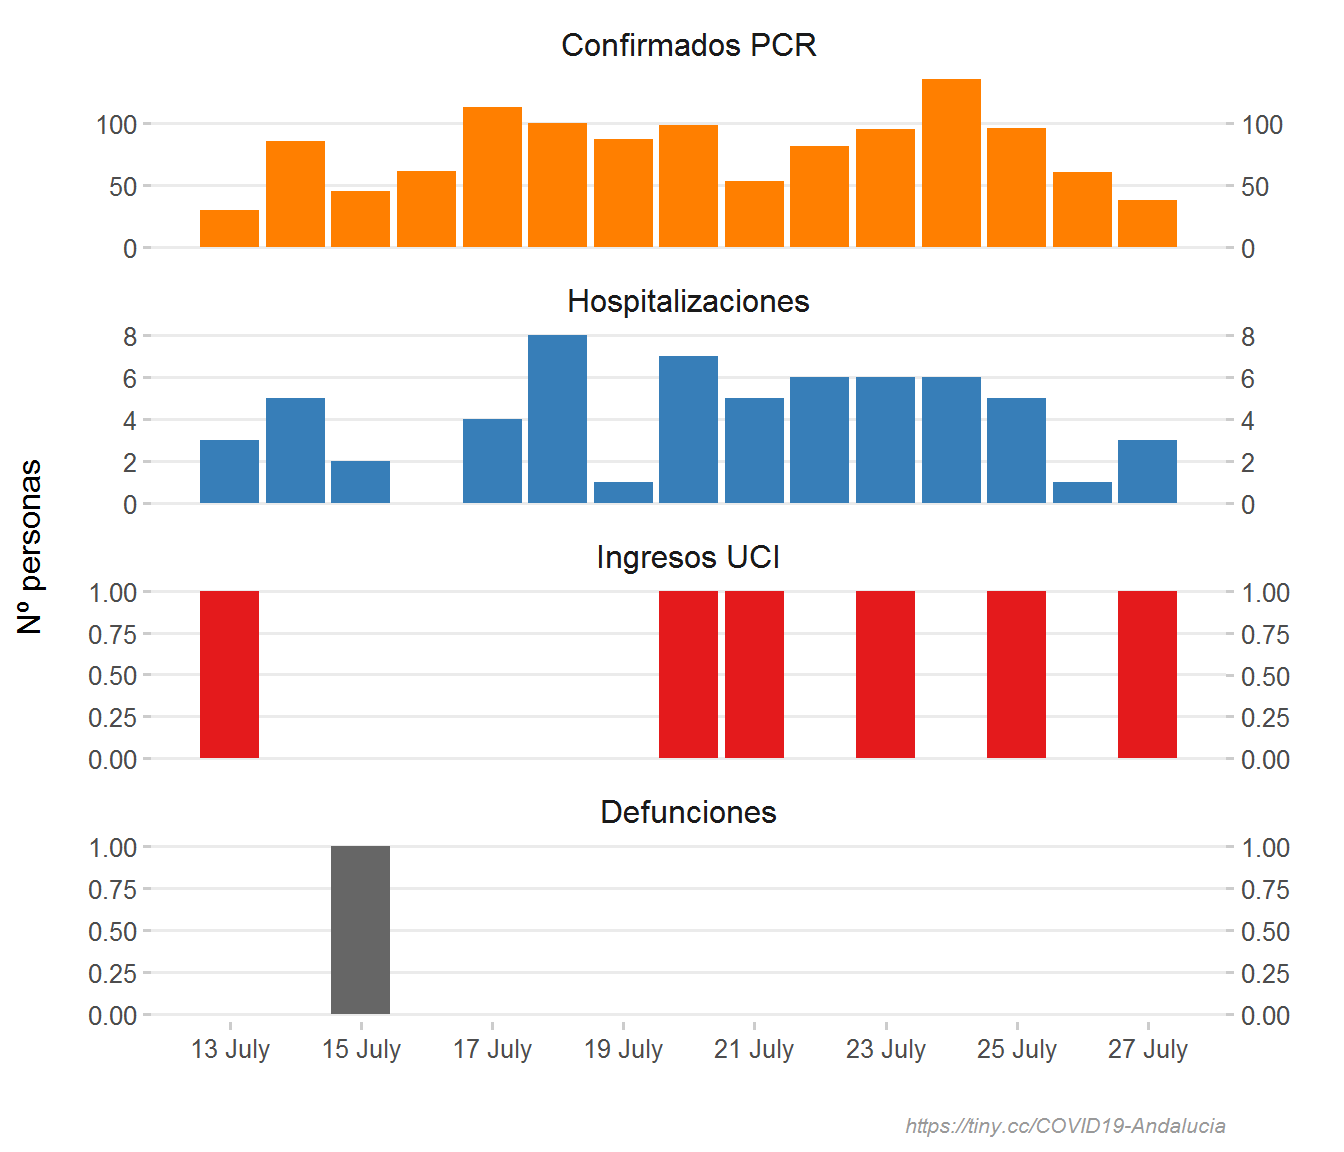 Confirmados PCR
100 100
50 50
0 0
Hospitalizaciones
8 8
6 6
4 4
2 2
0 0
Nº personas
Ingresos UCI
1.00 1.00
0.75 0.75
0.50 0.50
0.25 0.25
0.00 0.00
Defunciones
1.00 1.00
0.75 0.75
0.50 0.50
0.25 0.25
0.00 0.00
13 July 15 July 17 July 19 July 21 July 23 July 25 July 27 July
https://tiny.cc/COVID19-Andalucia